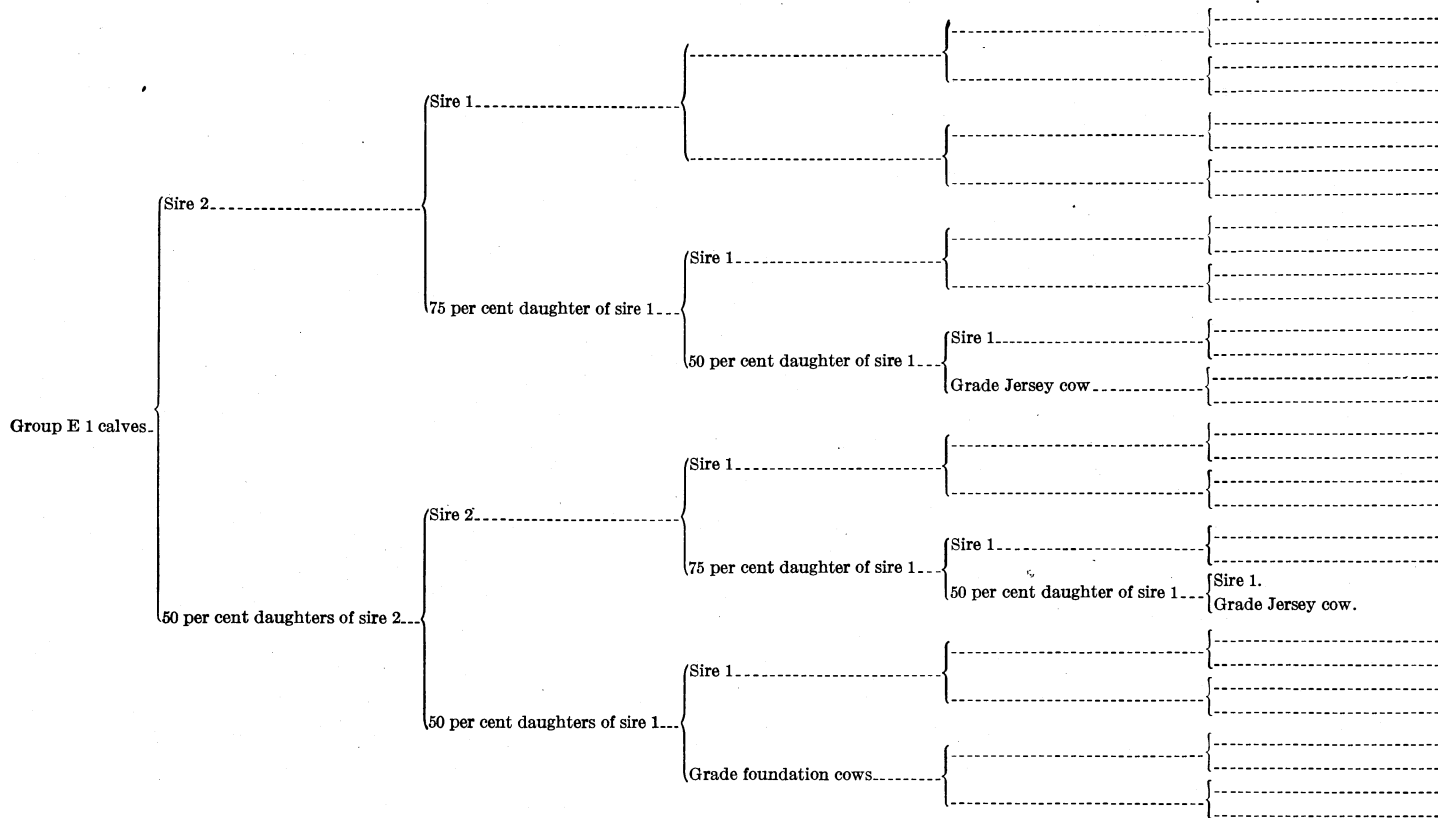 Sire 1
Sire 2
Sire 1
75 per cent daughter of sire 1
Sire 1
50 per cent daughter of sire 1
Grade Jersey cow
Group E 1 calves
Sire 1
Sire 2
Sire 1
75 per cent daughter of sire 1
50 per cent daughter of sire 1
Sire 1.
Grade Jersey cow.
50 per cent daughters of sire 2
Sire 1
50 per cent daughters of sire 1
Grade foundation cows